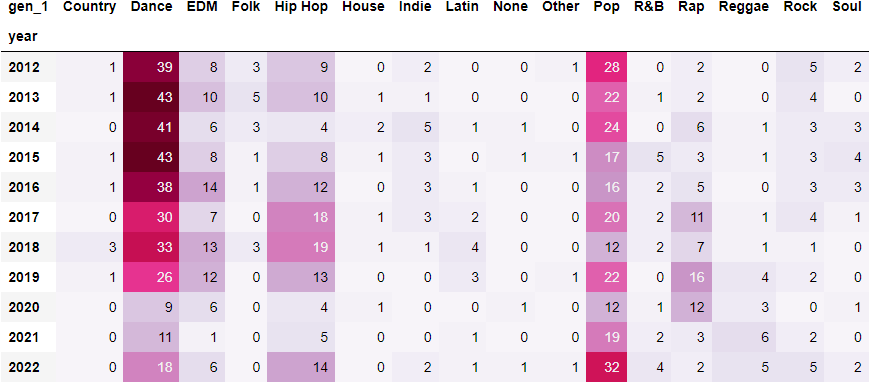 gen_1 Country Dance EDM Folk Hip Hop House Indie Latin None Other Pop R&B Rap Reggae Rock Soul
year
2012 1 39 8 3 9 0 2 0 0 1 28 0 2 0 5 2
2013 1 43 10 5 10 1 1 0 0 0 22 1 2 0 4 0
2014 0 41 6 3 4 2 5 1 1 0 24 0 6 1 3 3
2015 1 43 8 1 8 1 3 0 1 1 17 5 3 1 3 4
2016 1 38 14 1 12 0 3 1 0 0 16 2 5 0 3 3
2017 0 30 7 0 18 1 3 2 0 0 20 2 11 1 4 1
2018 3 33 13 3 19 1 1 4 0 0 12 2 7 1 1 0
2019 1 26 12 0 13 0 0 3 0 1 22 0 16 4 2 0
2020 0 9 6 0 4 1 0 0 1 0 12 1 12 3 0 1
2021 0 11 1 0 5 0 0 1 0 0 19 2 3 6 2 0
2022 0 18 6 0 14 0 2 1 1 1 32 4 2 5 5 2